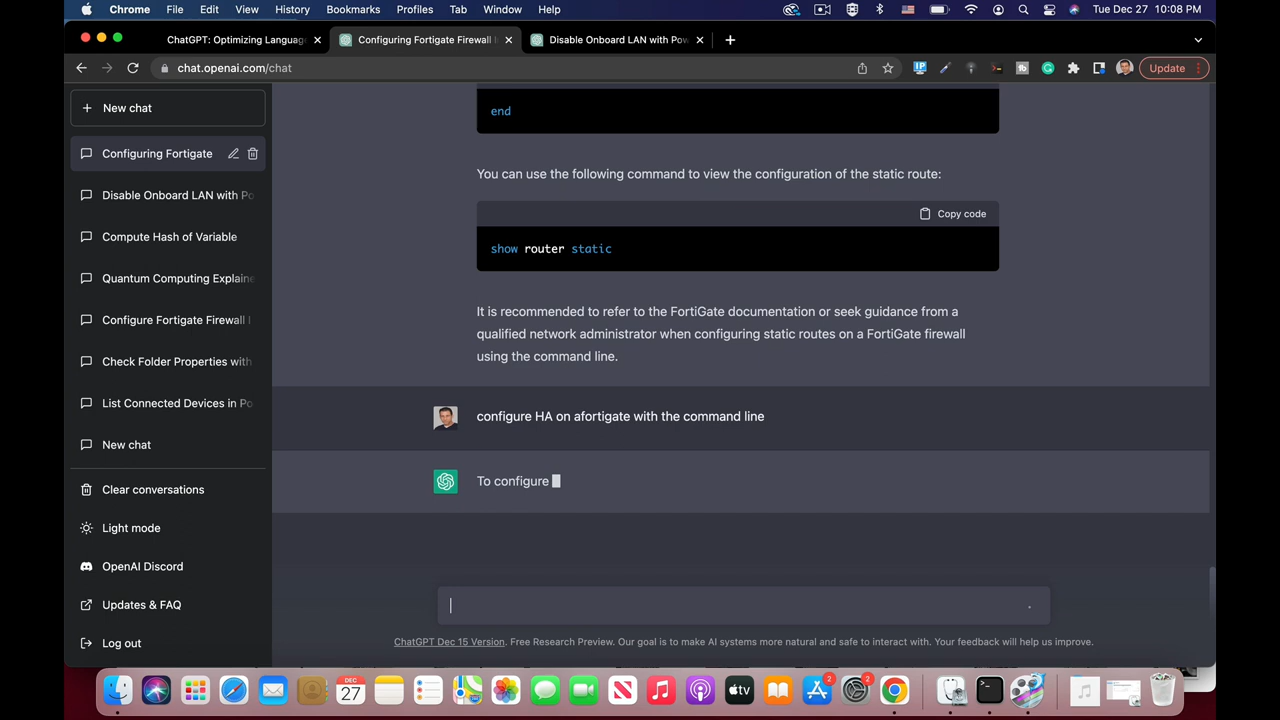 Chrome File Edit View History Bookmarks Profiles Tab Window Help Tue Dec 27 10:08 PM
ChatGPT: Optimizing Languag Configuring Fortigate Firewall Disable Onboard LAN with Pow
chat.openai.com/chat Update
New chat
Configuring Fortigate
Disable Onboard LAN with Po
Compute Hash of Variable
Quantum Computing Explaine
Configure Fortigate Firewall
Check Folder Properties with
List Connected Devices in Po
New chat
Clear conversations
Light mode
OpenAI Discord
Updates & FAQ
Log out
end
You can use the following command to view the configuration of the static route:
Copy code
show router static
It is recommended to refer to the FortiGate documentation or seek guidance from a
qualified network administrator when configuring static routes on a FortiGate firewall
using the command line.
configure HA on afortigate with the command line
To configure
ChatGPT Dec 15 Version. Free Research Preview. Our goal is to make AI systems more natural and safe to interact with. Your feedback will help us improve.
DEC
27
tv
2
2